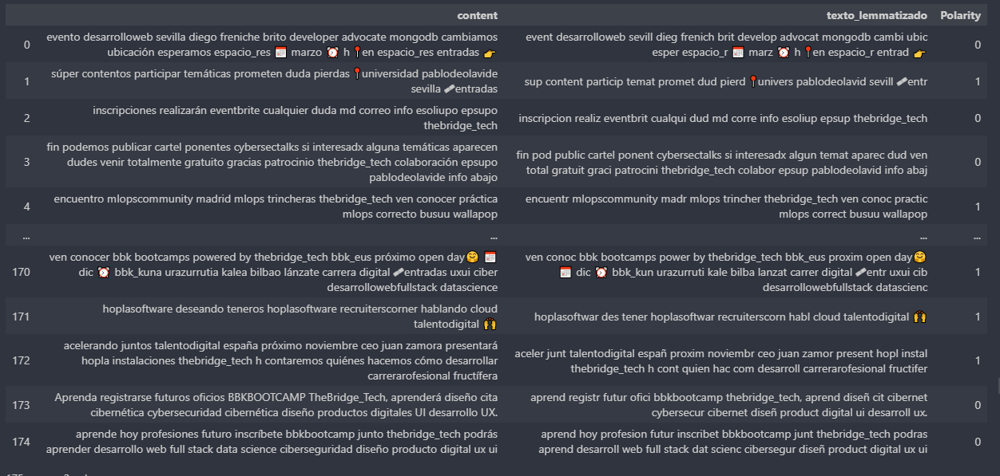 content texto_lemmatizado Polarity
0 evento desarrolloweb sevilla diego freniche brito developer advocate mongodb cambiamos event desarrolloweb sevill dieg frenich brit develop advocat mongodb cambi ubic 0
ubicación esperamos espacio_res 📅 marzo ⏰ h 📍en espacio_res entradas 👉 esper espacio_r 📅 marz ⏰ h 📍en espacio_r entrad 👉
1 súper contentos participar temáticas prometen duda pierdas 📍universidad pablodeolavide sup content particip temat promet dud pierd 📍univers pablodeolavid sevill 🎟entr 1
sevilla 🎟entradas
2 inscripciones realizarán eventbrite cualquier duda md correo info esoliupo epsupo inscripcion realiz eventbrit cualqui dud md corre info esoliup epsup thebridge_tech 0
thebridge_tech
3 fin podemos publicar cartel ponentes cybersectalks si interesadx alguna temáticas aparecen fin pod public cartel ponent cybersectalks si interesadx algun temat aparec dud ven 0
dudes venir totalmente gratuito gracias patrocinio thebridge_tech colaboración epsupo total gratuit graci patrocini thebridge_tech colabor epsup pablodeolavid info abaj
pablodeolavide info abajo
4 encuentro mlopscommunity madrid mlops trincheras thebridge_tech ven conocer práctica encuentr mlopscommunity madr mlops trincher thebridge_tech ven conoc practic 1
mlops correcto busuu wallapop mlops correct busuu wallapop
... ... ... ...
170 ven conocer bbk bootcamps powered by thebridge_tech bbk_eus próximo open day🤗 📅 ven conoc bbk bootcamps power by thebridge_tech bbk_eus proxim open day🤗 1
dic ⏰ bbk_kuna urazurrutia kalea bilbao lánzate carrera digital 🎟entradas uxui ciber 📅 dic ⏰ bbk_kun urazurruti kale bilba lanzat carrer digital 🎟entr uxui cib
desarrollowebfullstack datascience desarrollowebfullstack datascienc
171 hoplasoftware deseando teneros hoplasoftware recruiterscorner hablando cloud hoplasoftwar des tener hoplasoftwar recruiterscorn habl cloud talentodigital 🙌 1
talentodigital 🙌
172 acelerando juntos talentodigital españa próximo noviembre ceo juan zamora presentará aceler junt talentodigital españ proxim noviembr ceo juan zamor present hopl instal 1
hopla instalaciones thebridge_tech h contaremos quiénes hacemos cómo desarrollar thebridge_tech h cont quien hac com desarroll carrerarofesional fructifer
carrerarofesional fructífera
173 Aprenda registrarse futuros oficios BBKBOOTCAMP TheBridge_Tech, aprenderá diseño cita aprend registr futur ofici bbkbootcamp thebridge_tech, aprend diseñ cit cibernet 0
cibernética cybersecuridad cibernética diseño productos digitales UI desarrollo UX. cybersecur cibernet diseñ product digital ui desarroll ux.
174 aprende hoy profesiones futuro inscríbete bbkbootcamp junto thebridge_tech podrás aprend hoy profesion futur inscribet bbkbootcamp junt thebridge_tech podras 0
aprender desarrollo web full stack data science ciberseguridad diseño producto digital ux ui aprend desarroll web full stack dat scienc cibersegur diseñ product digital ux ui